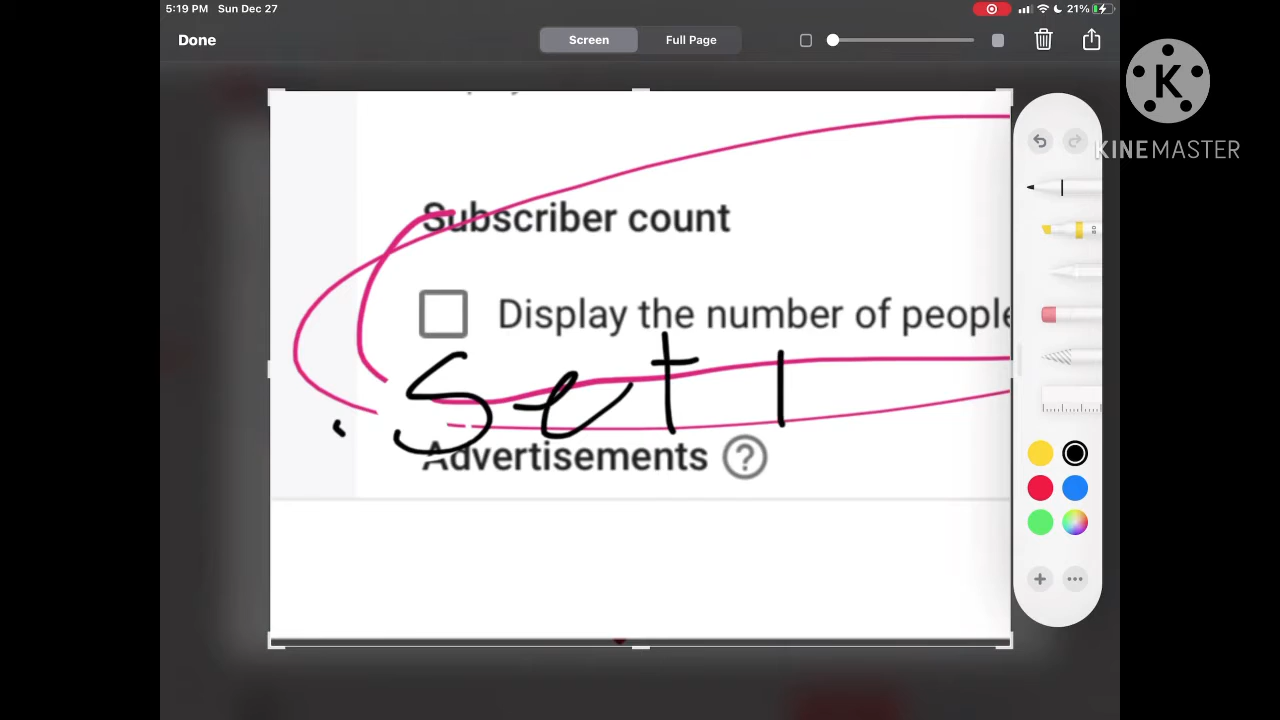 5:19 PM Sun Dec 27
21%
Done
Screen
Full Page
K
KINEMASTER
Subscriber count
Display the number of people
Set
Advertisements ?